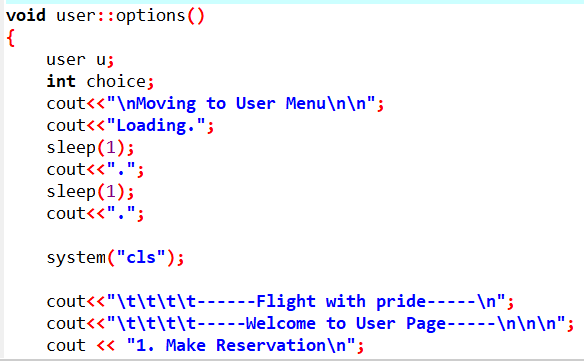 void user::options()
{
user u;
int choice;
cout<<"\nMoving to User Menu\n\n";
cout<<"Loading.";
sleep(1);
cout<<".";
sleep(1);
cout<<".";
system("cls");
cout<<"\t\t\t\t------Flight with pride-----\n";
cout<<"\t\t\t\t-----Welcome to User Page-----\n\n\n";
cout << "1. Make Reservation\n";